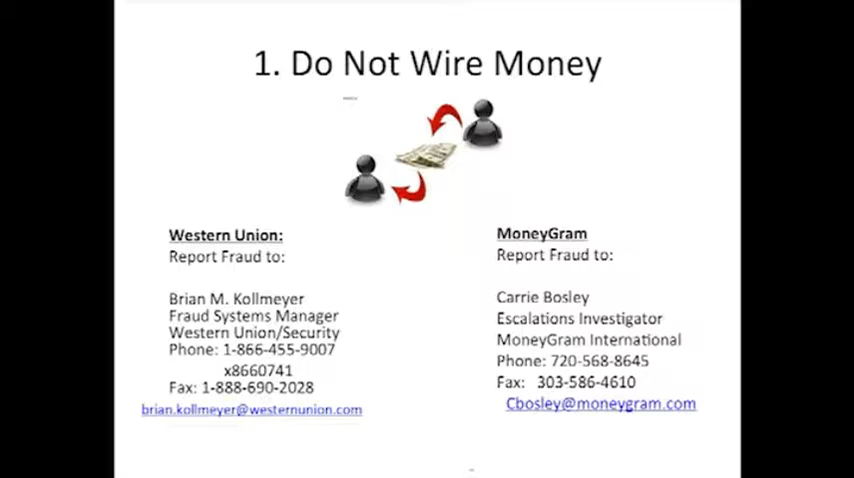 1. Do Not Wire Money
Western Union:
Report Fraud to:
Brian M. Kollmeyer
Fraud Systems Manager
Western Union/Security
Phone: 1-866-455-9007
x8660741
Fax: 1-888-690-2028
brian.kollmeyer@westernunion.com
MoneyGram
Report Fraud to:
Carrie Bosley
Escalations Investigator
MoneyGram International
Phone: 720-568-8645
Fax: 303-586-4610
Cbosley@moneygram.com